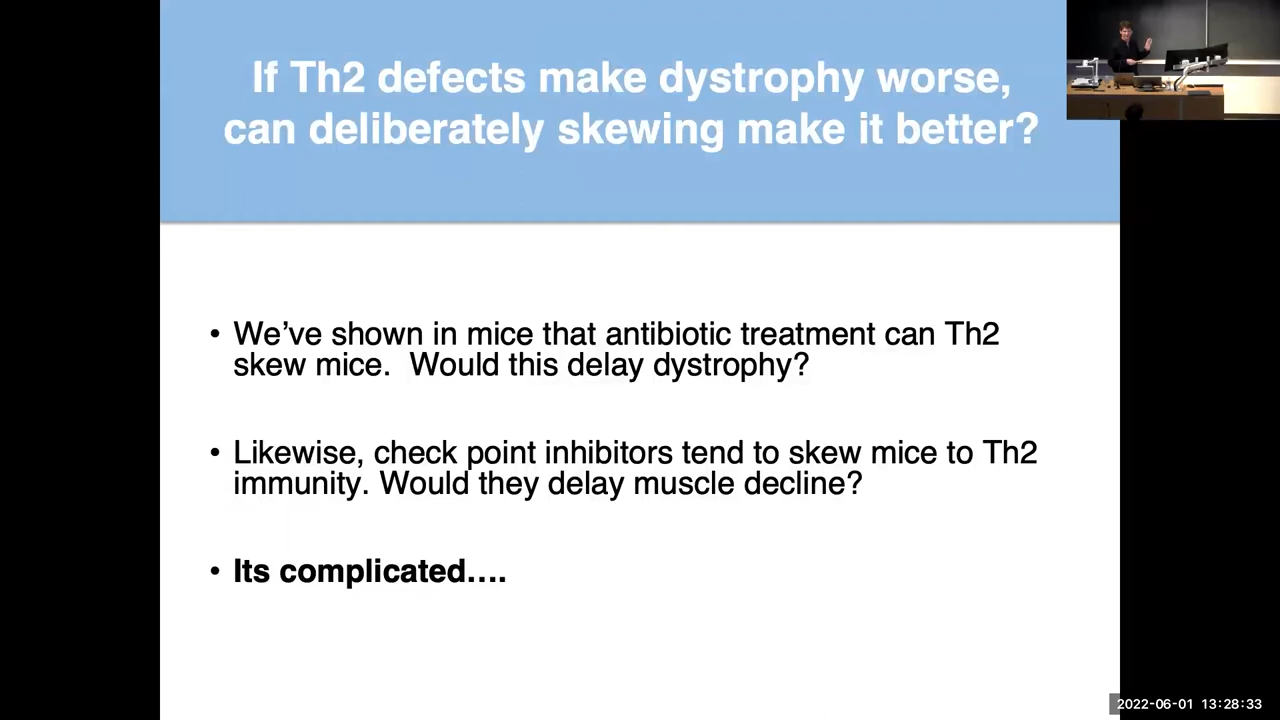 If Th2 defects make dystrophy worse,
can deliberately skewing make it better?
• We’ve shown in mice that antibiotic treatment can Th2
skew mice.  Would this delay dystrophy?
• Likewise, check point inhibitors tend to skew mice to Th2
immunity. Would they delay muscle decline?
• Its complicated….
2022-06-01 13:28:33